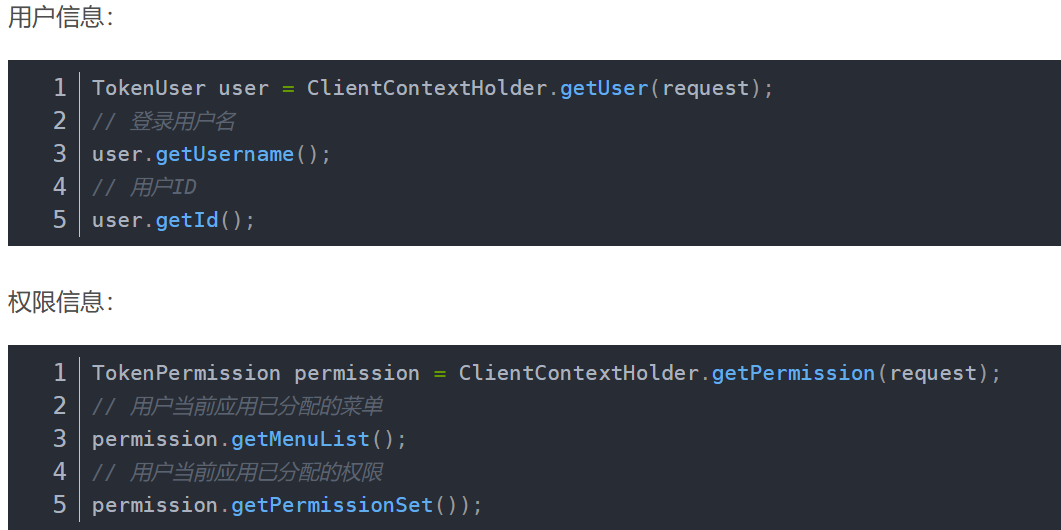 用户信息：
1 TokenUser user = ClientContextHolder.getUser(request);
2 // 登录用户名
3 user.getUsername();
4 // 用户ID
5 user.getId();
权限信息：
1 TokenPermission permission = ClientContextHolder.getPermission(request);
2 // 用户当前应用已分配的菜单
3 permission.getMenuList();
4 // 用户当前应用已分配的权限
5 permission.getPermissionSet());